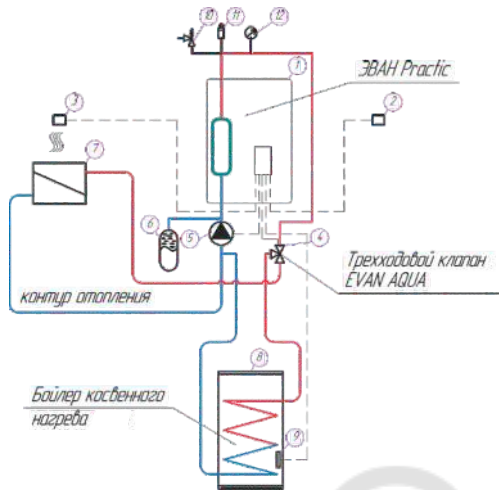 10
11
12
1
ЭВАН Practic
3
2
7
6
5
4
Трехходовой клапан
EVAN AQUA
контур отопления
8
Бойлер косвенного
нагрева
9